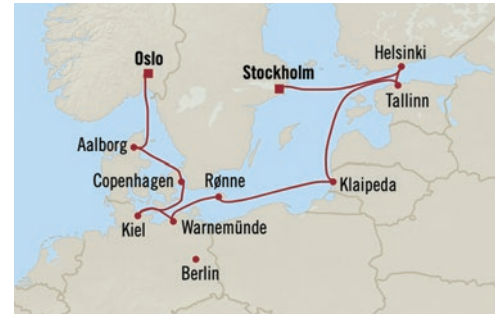 Oslo
Stockholm
Helsinki
Tallinn
Aalborg
Copenhagen
Rønne
Klaipeda
Kiel
Warnemünde
Berlin